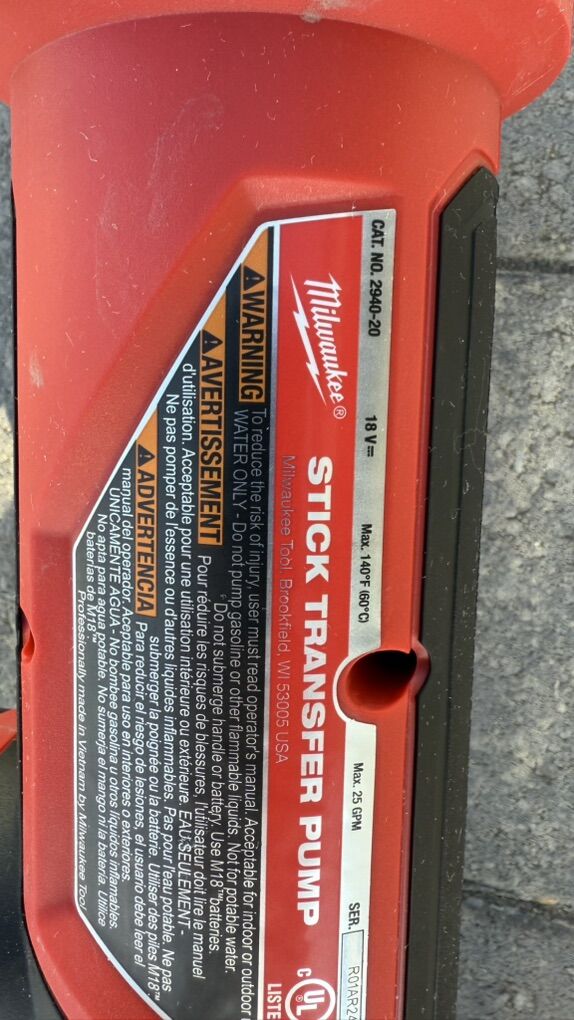 CAT. NO. 2940-20 18 V⎓ Max. 140°F (60°C) Max. 25 GPM SER. R01AR24
Milwaukee®
STICK TRANSFER PUMP
Milwaukee Tool, Brookfield, WI 53005 USA
C UL
LISTE
⚠WARNING To reduce the risk of injury, user must read operator's manual. Acceptable for indoor or outdoor
WATER ONLY - Do not pump gasoline or other flammable liquids. Not for potable water.
Do not submerge handle or battery. Use M18™ batteries.
⚠AVERTISSEMENT Pour réduire les risques de blessures, l'utilisateur doit lire le manuel
d'utilisation. Acceptable pour une utilisation intérieure ou extérieure. EAU SEULEMENT -
Ne pas pomper de l'essence ou d'autres liquides inflammables. Pas pour l'eau potable. Ne pas
submerger la poignée ou la batterie. Utiliser des piles M18™
⚠ADVERTENCIA Para reducir el riesgo de lesiones, el usuario debe leer el
manual del operador. Aceptable para uso en interiores o exteriores.
ÚNICAMENTE AGUA - No bombee gasolina u otros líquidos inflamables.
No apta para agua potable. No sumerja el mango ni la batería. Utilice
baterías de M18™
Professionally made in Vietnam by Milwaukee Tool